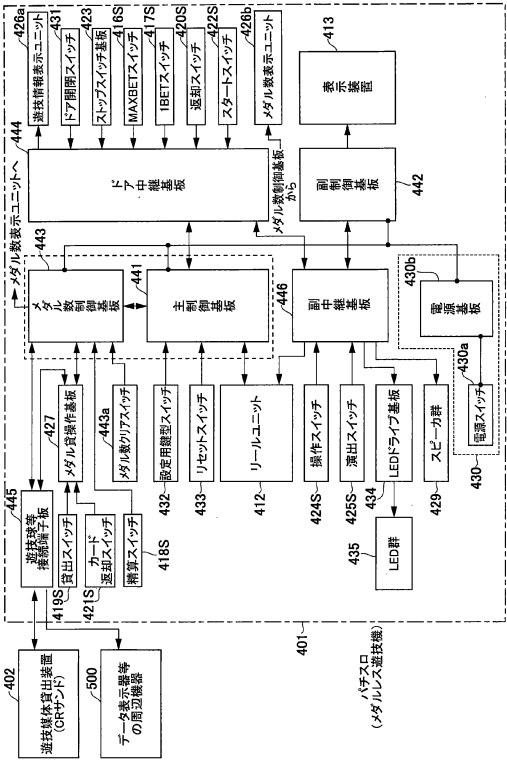 426a
遊技情報表示ユニット
431
ドア開閉スイッチ
423
ストップスイッチ基板
416S
MAXBETスイッチ
417S
1BETスイッチ
420S
返却スイッチ
422S
スタートスイッチ
426b
メダル数表示ユニット
413
表示装置
444
ドア中継基板
メダル数制御基板
から
副制御基板
442
メダル数表示ユニットへ
443
メダル数制御基板
441
主制御基板
446
副中継基板
430b
電源基板
430a
電源スイッチ
430
445
遊技球等
接続端子板
427
メダル貸操作基板
443a
メダル数クリアスイッチ
432
設定用鍵型スイッチ
433
リセットスイッチ
412
リールユニット
424S
操作スイッチ
425S
演出スイッチ
434
LEDドライブ基板
429
スピーカ群
419S
貸出スイッチ
421S
カード
返却スイッチ
418S
精算スイッチ
435
LED群
401
パチスロ
(メダルレス遊技機)
402
遊技媒体貸出装置
(CRサンド)
500
データ表示器等
の周辺機器